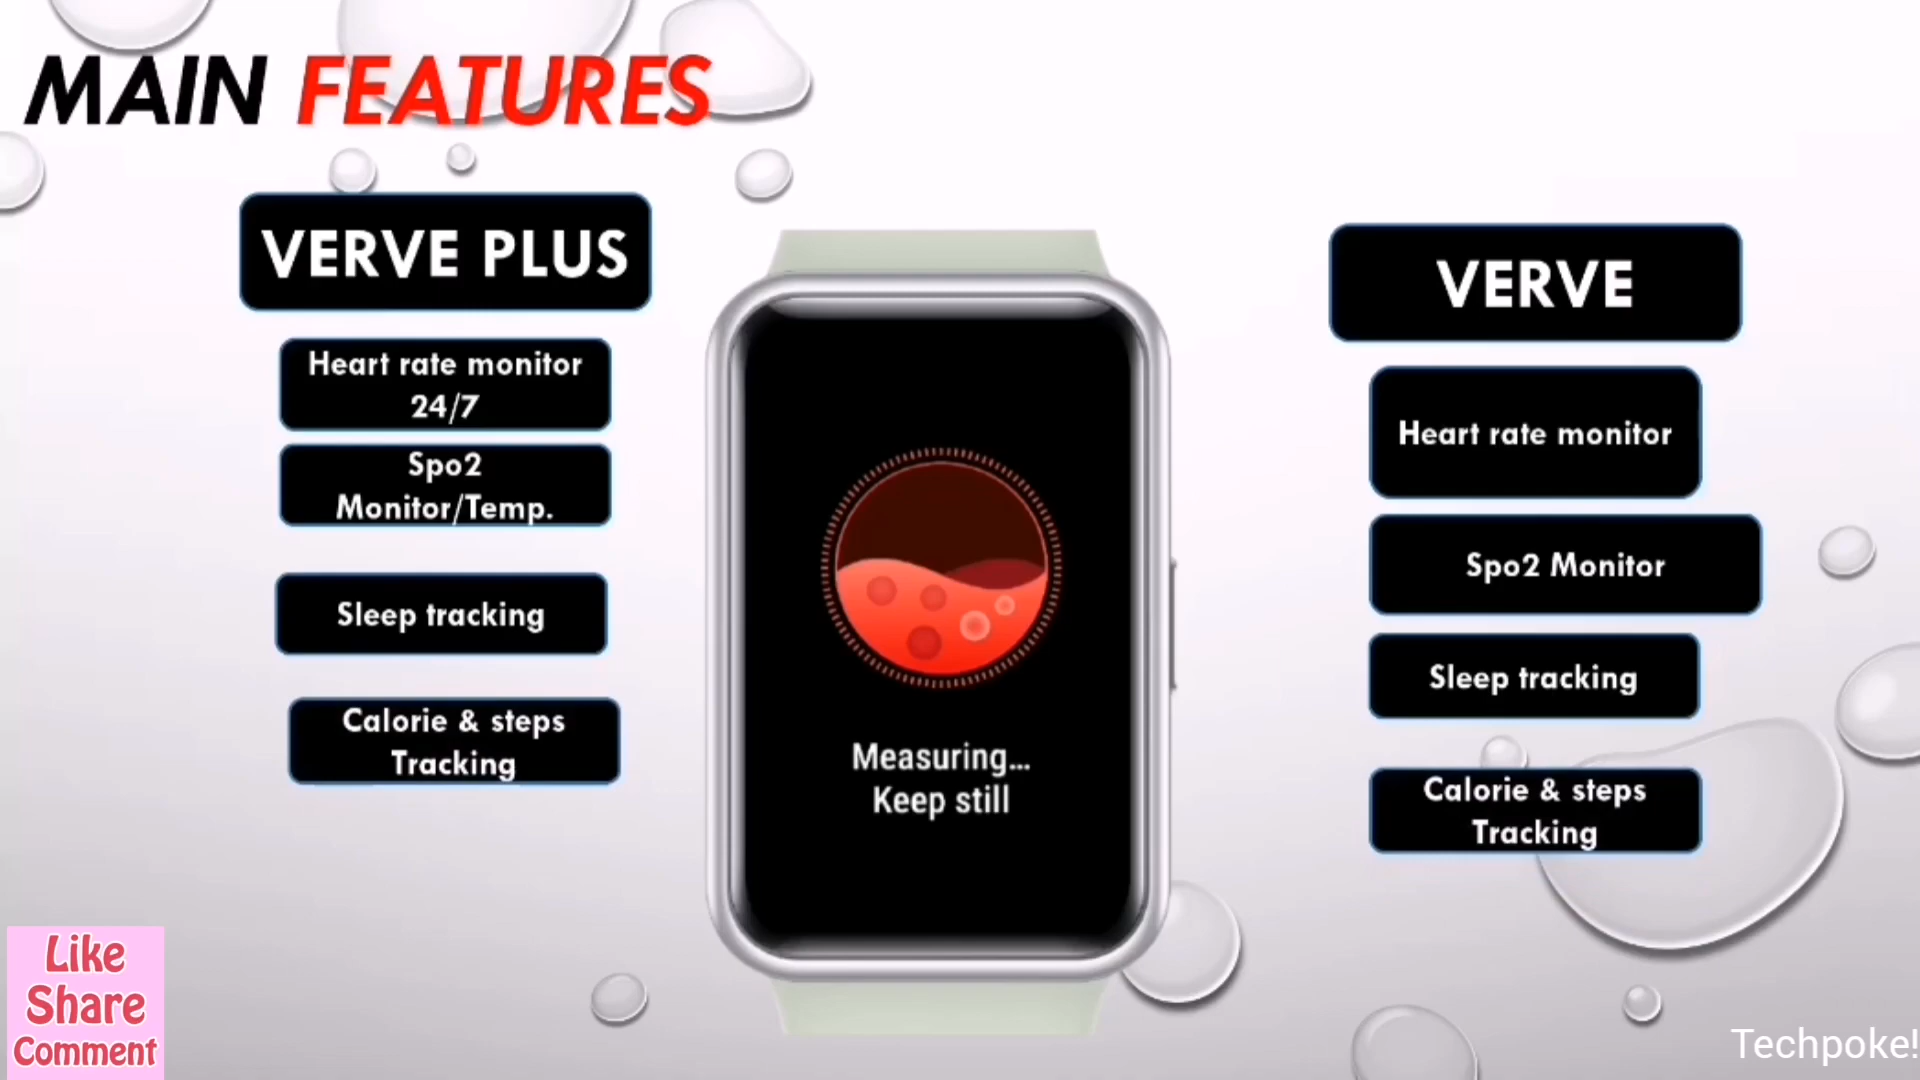 MAIN FEATURES
VERVE PLUS
Heart rate monitor
24/7
Spo2
Monitor/Temp.
Sleep tracking
Calorie & steps
Tracking
Measuring...
Keep still
VERVE
Heart rate monitor
Spo2 Monitor
Sleep tracking
Calorie & steps
Tracking
Like
Share
Comment
Techpoke!